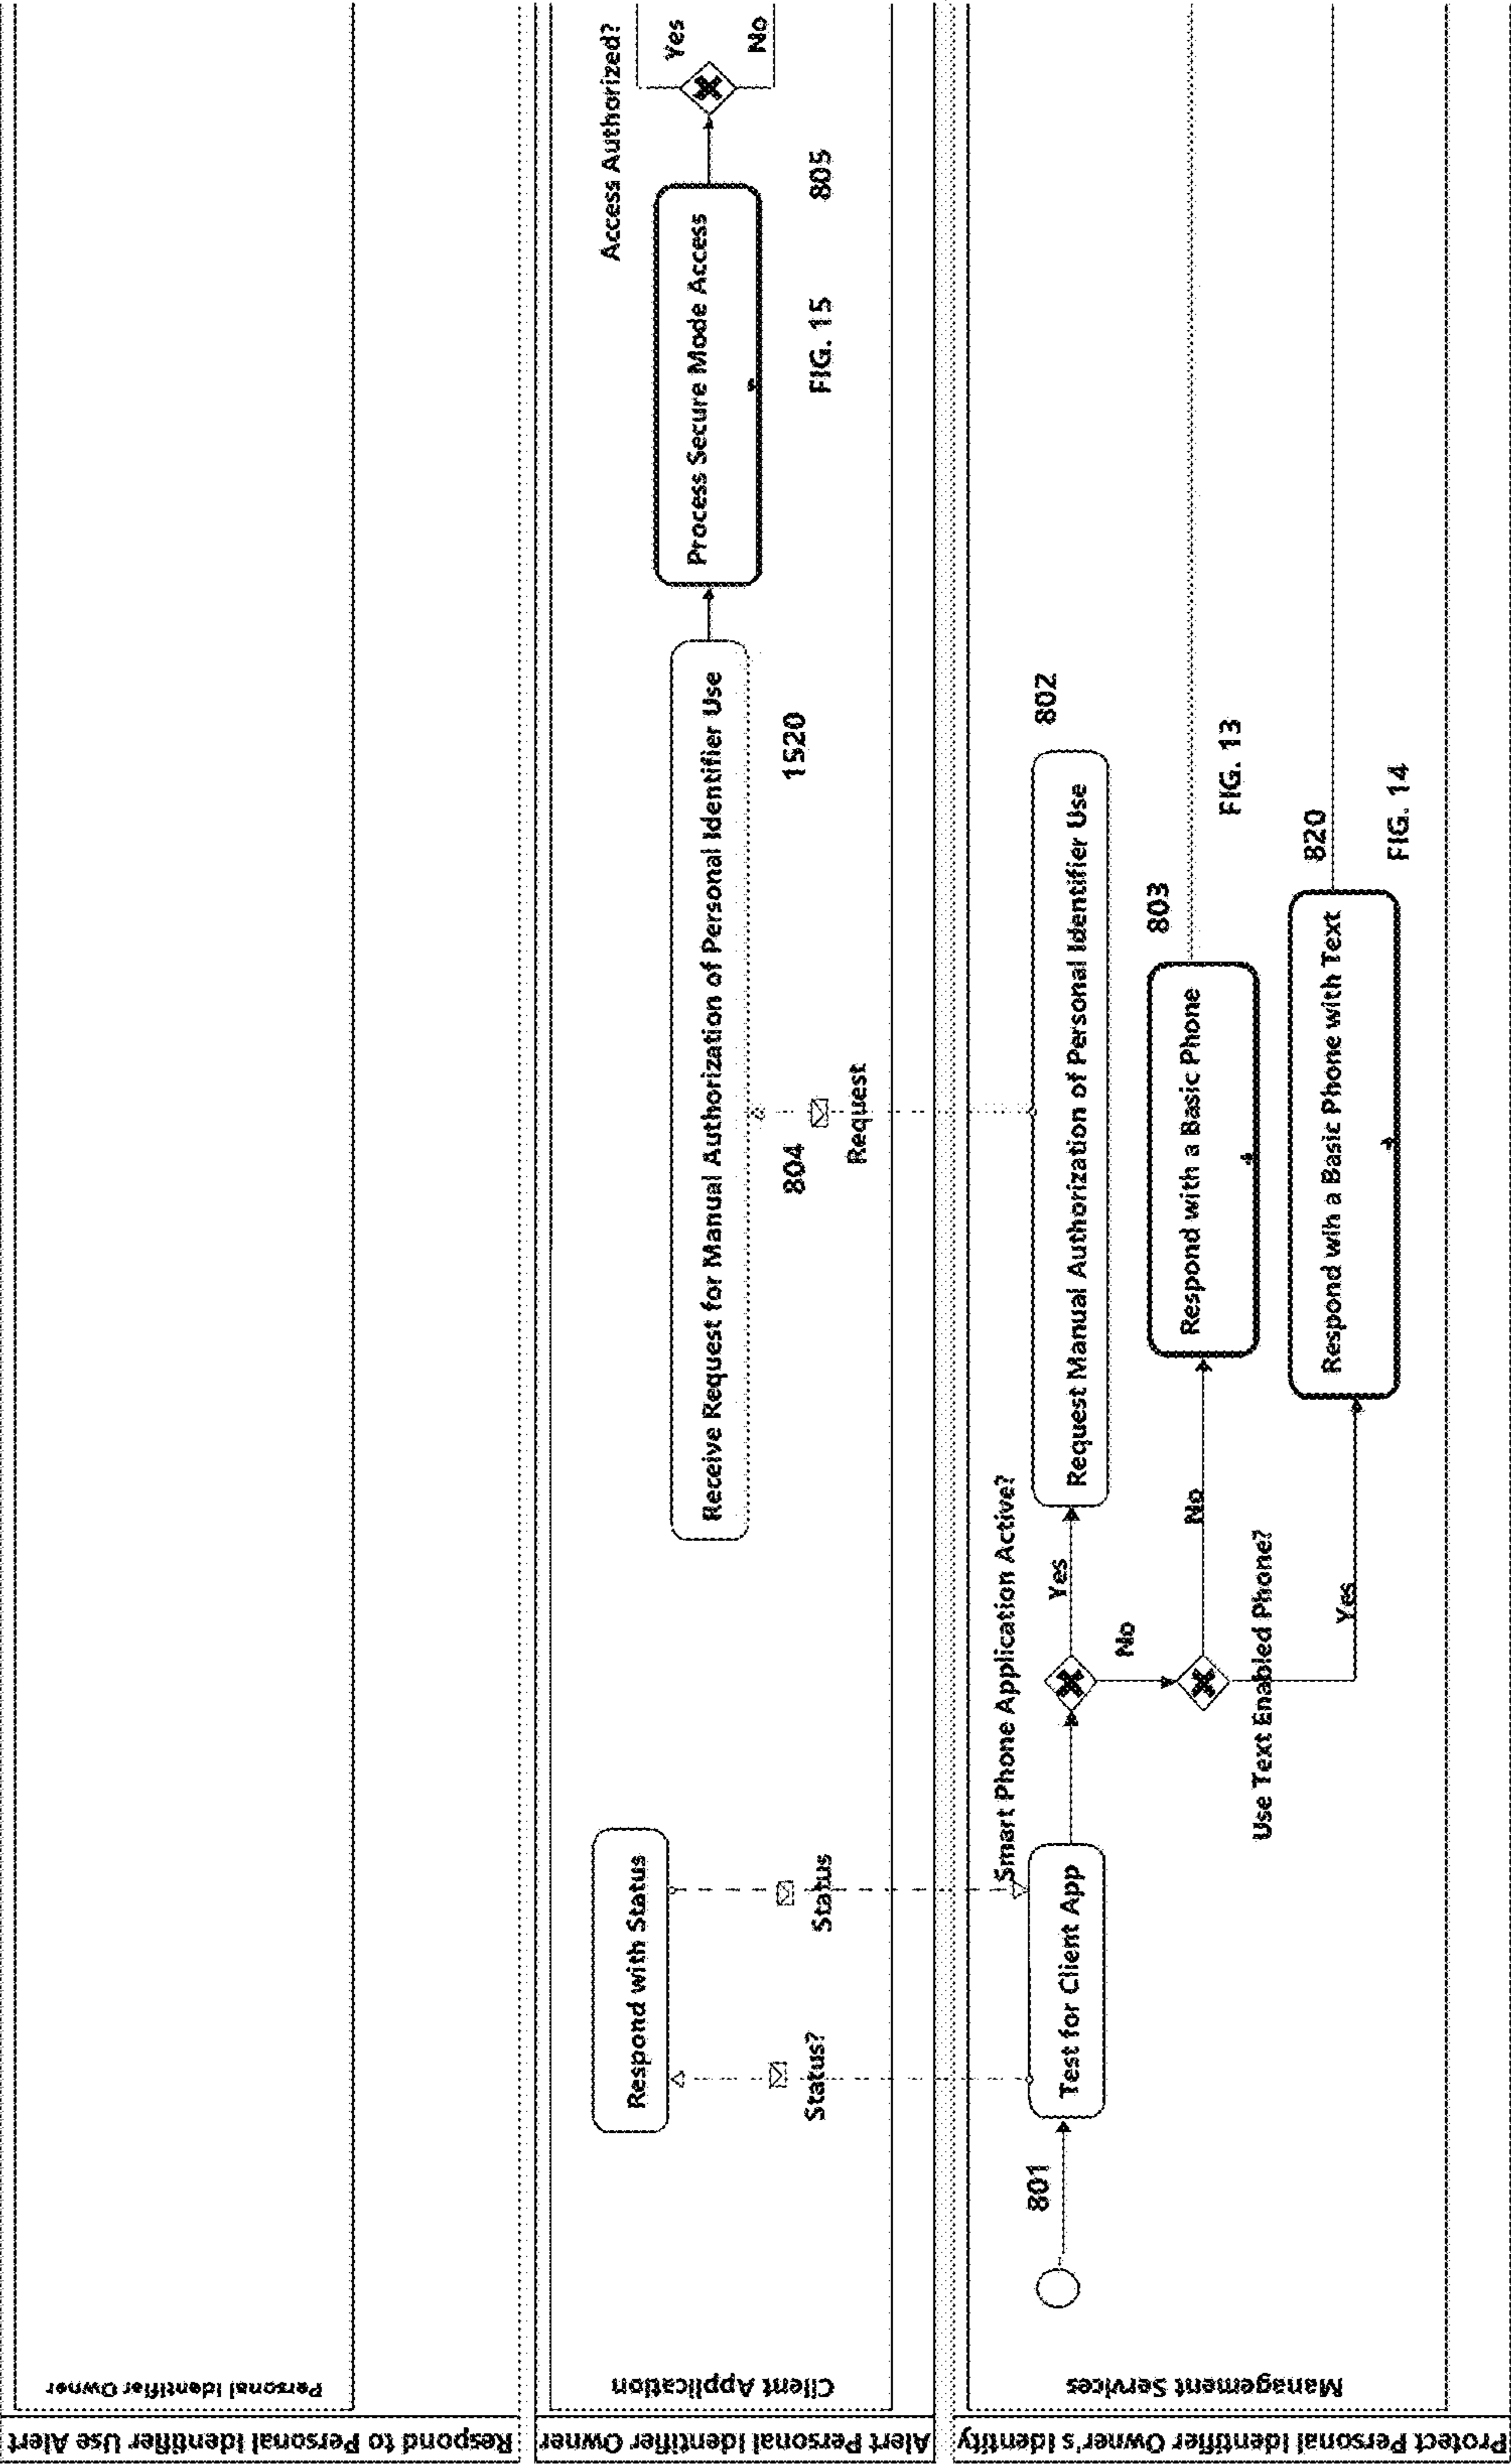 Respond to Personal Identifier Use Alert
Personal Identifier Owner
Alert Personal Identifier Owner
Client Application
Respond with Status
Status?
Status
Receive Request for Manual Authorization of Personal Identifier Use
804
Request
1520
Process Secure Mode Access
FIG. 15
805
Access Authorized?
Yes
No
Protect Personal Identifier Owner's Identity
Management Services
801
Test for Client App
Smart Phone Application Active?
Yes
No
Request Manual Authorization of Personal Identifier Use
802
Use Text Enabled Phone?
No
Yes
Respond with a Basic Phone
803
FIG. 13
Respond wih a Basic Phone with Text
820
FIG. 14